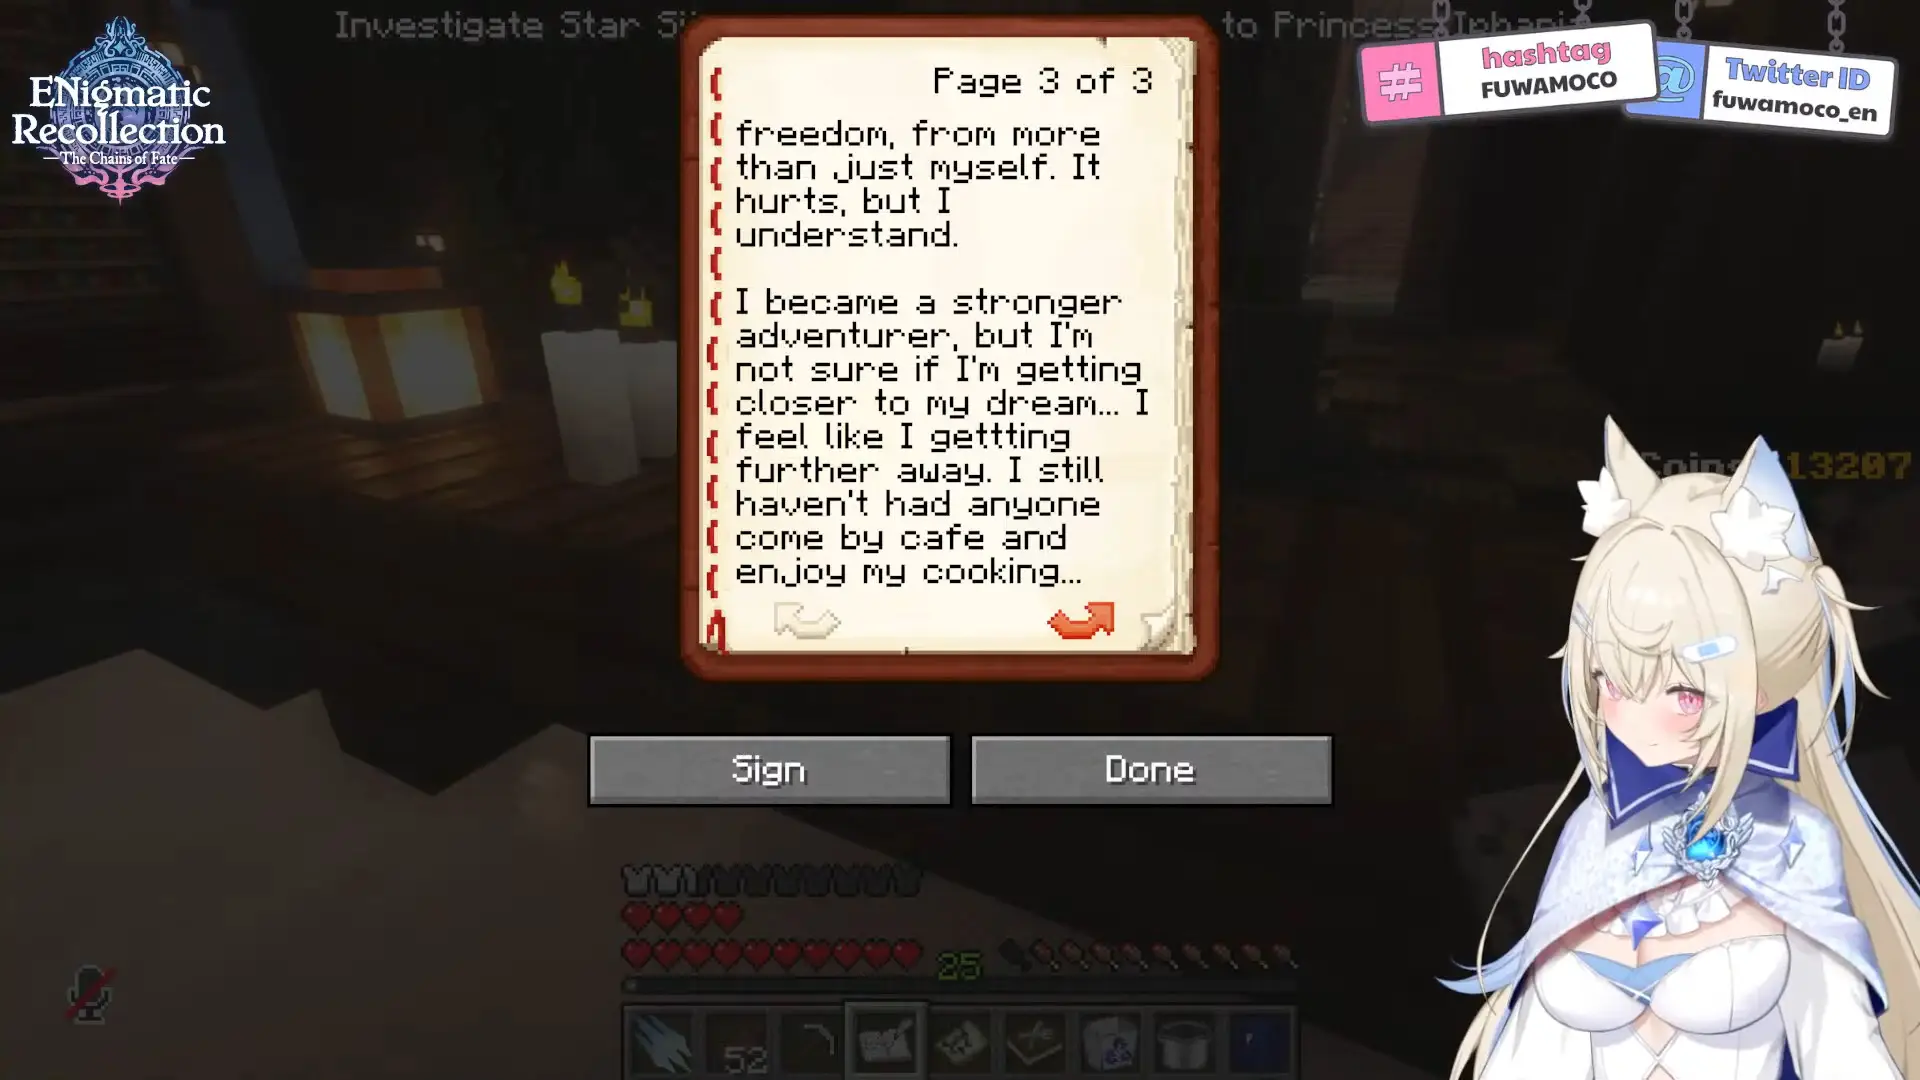 Investigate Star
to Princess Iphania
ENigmatic
Recollection
—The Chains of Fate—
#
hashtag
FUWAMOCO
@
Twitter ID
fuwamoco_en
Page 3 of 3
freedom, from more
than just myself. It
hurts, but I
understand.
I became a stronger
adventurer, but I'm
not sure if I'm getting
closer to my dream... I
feel like I gettting
further away. I still
haven't had anyone
come by cafe and
enjoy my cooking...
Coins 13207
Sign
Done
25
52